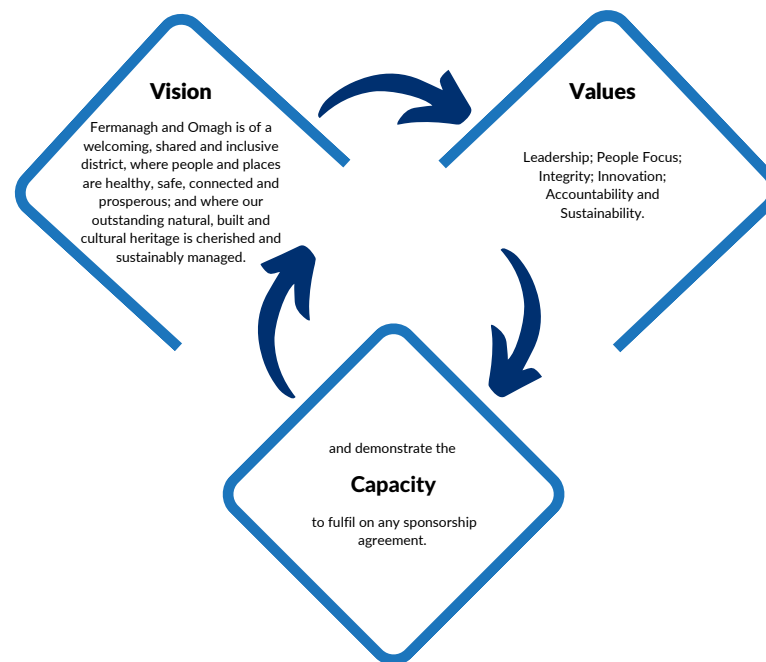 Vision
Fermanagh and Omagh is of a
welcoming, shared and inclusive
district, where people and places
are healthy, safe, connected and
prosperous; and where our
outstanding natural, built and
cultural heritage is cherished and
sustainably managed.
Values
Leadership; People Focus;
Integrity; Innovation;
Accountability and
Sustainability.
and demonstrate the
Capacity
to fulfil on any sponsorship
agreement.